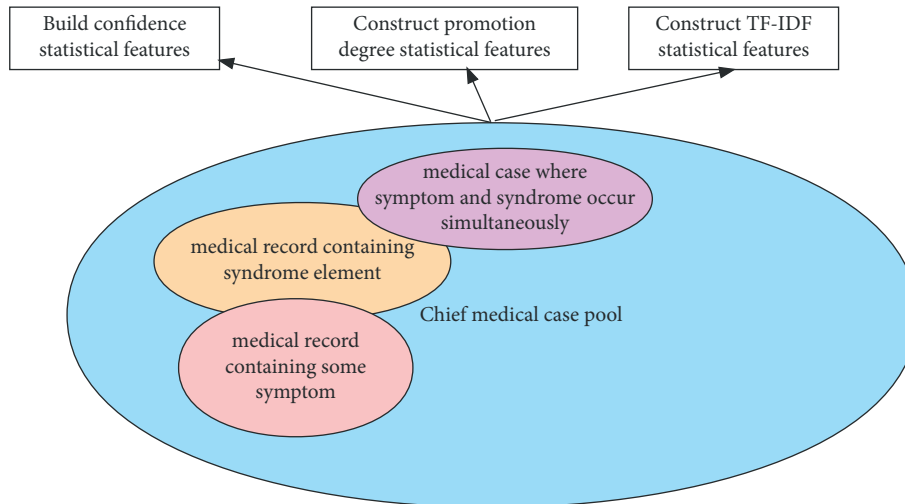 Build confidence
statistical features
Construct promotion
degree statistical features
Construct TF-IDF
statistical features
medical case where
symptom and syndrome occur
simultaneously
medical record containing
syndrome element
Chief medical case pool
medical record
containing some
symptom